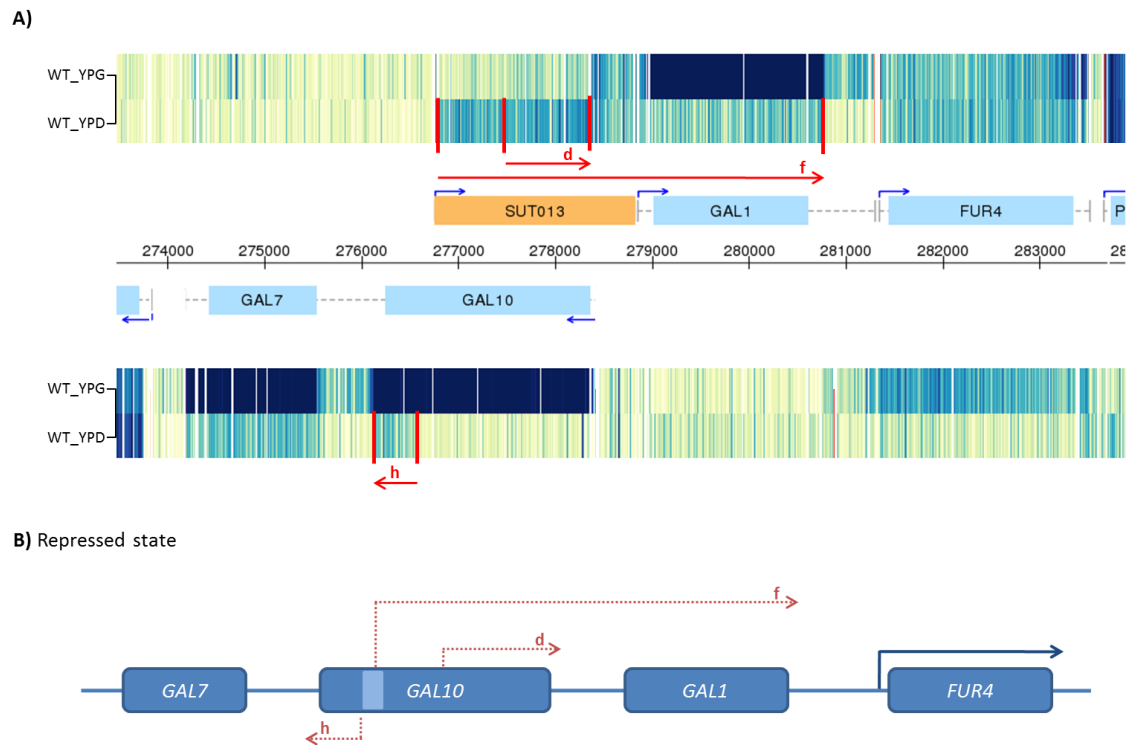 A)
WT_YPG
WT_YPD
d
f
SUT013 GAL1 FUR4 P
274000 275000 276000 277000 278000 279000 280000 281000 282000 283000 28
GAL7 GAL10
WT_YPG
WT_YPD
h
B) Repressed state
f
d
GAL7 GAL10 GAL1 FUR4
h